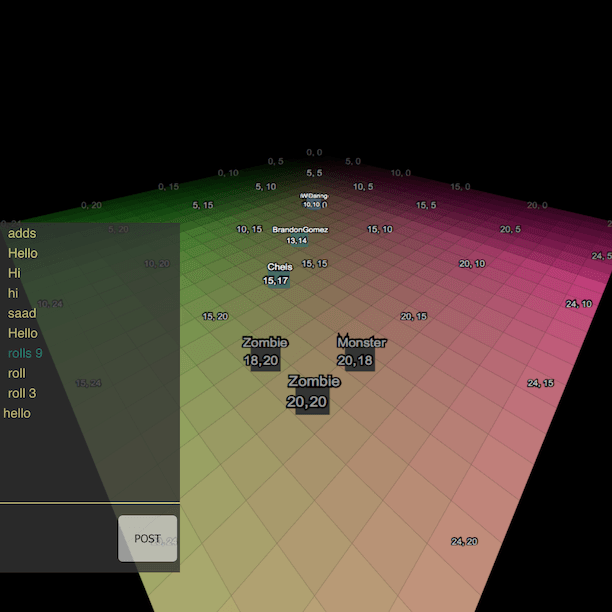 0, 0
0, 5
5, 0
0, 10
5, 5
10, 0
0, 15
5, 10
10, 5
15, 0
10,10
0, 20
5, 15
15, 5
20, 0
5, 20
10, 15
BrandonGomez
13,14
15, 10
20, 5
10, 20
Cheis
15,17
15, 15
20, 10
24, 5
10, 24
15, 20
20, 15
24, 10
Zombie
18,20
Monster
20,18
15, 24
Zombie
20,20
24, 15
24, 20
adds
Hello
Hi
hi
saad
Hello
rolls 9
roll
roll 3
hello
POST